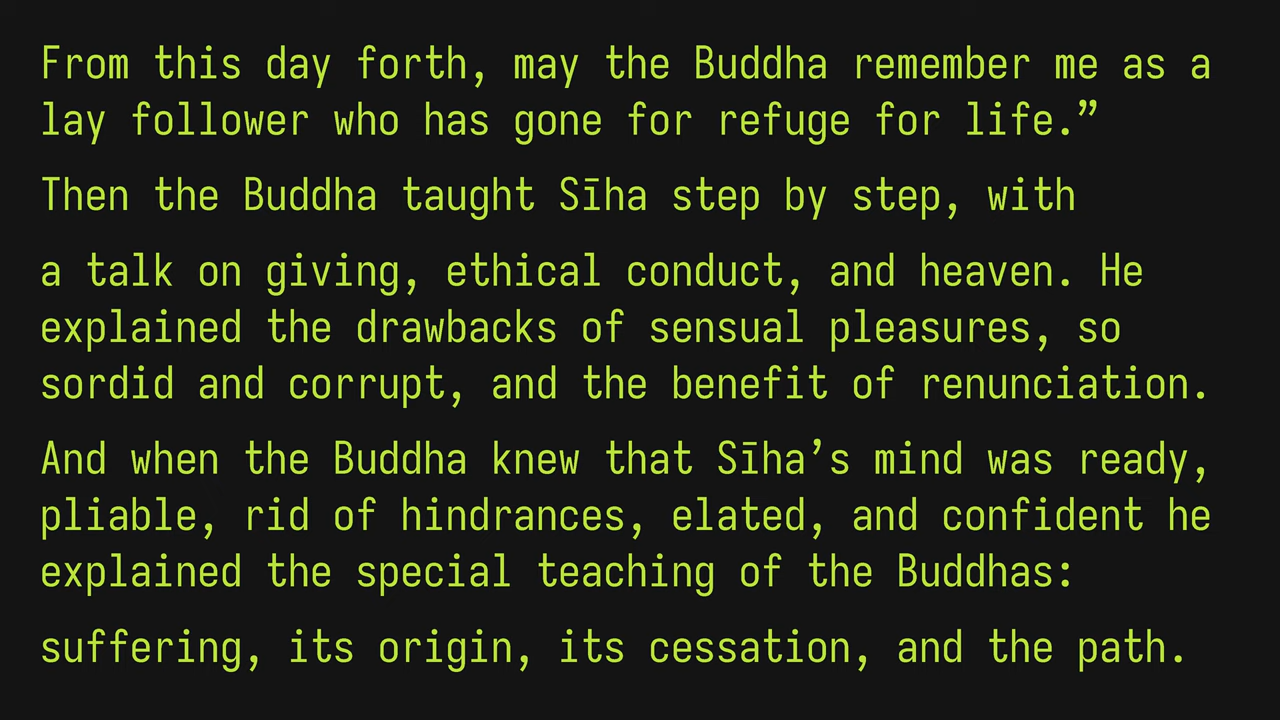 From this day forth, may the Buddha remember me as a
lay follower who has gone for refuge for life.”
Then the Buddha taught Sīha step by step, with
a talk on giving, ethical conduct, and heaven. He
explained the drawbacks of sensual pleasures, so
sordid and corrupt, and the benefit of renunciation.
And when the Buddha knew that Sīha’s mind was ready,
pliable, rid of hindrances, elated, and confident he
explained the special teaching of the Buddhas:
suffering, its origin, its cessation, and the path.